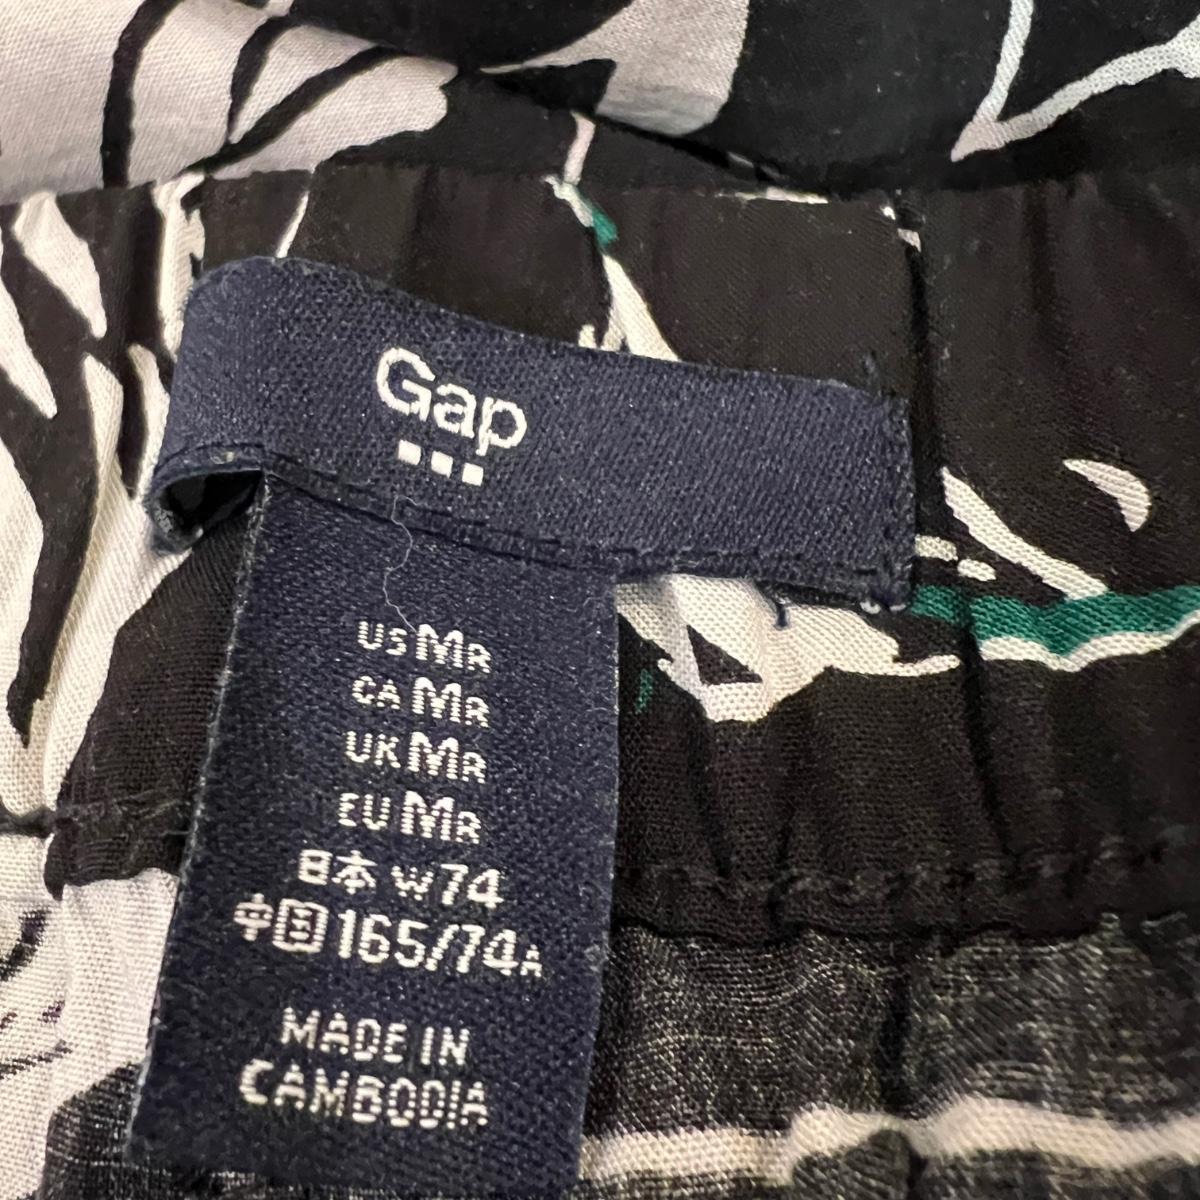 Gap
US MR
CA MR
UK MR
EU MR
日本 W74
中国 165/74A
MADE IN
CAMBODIA